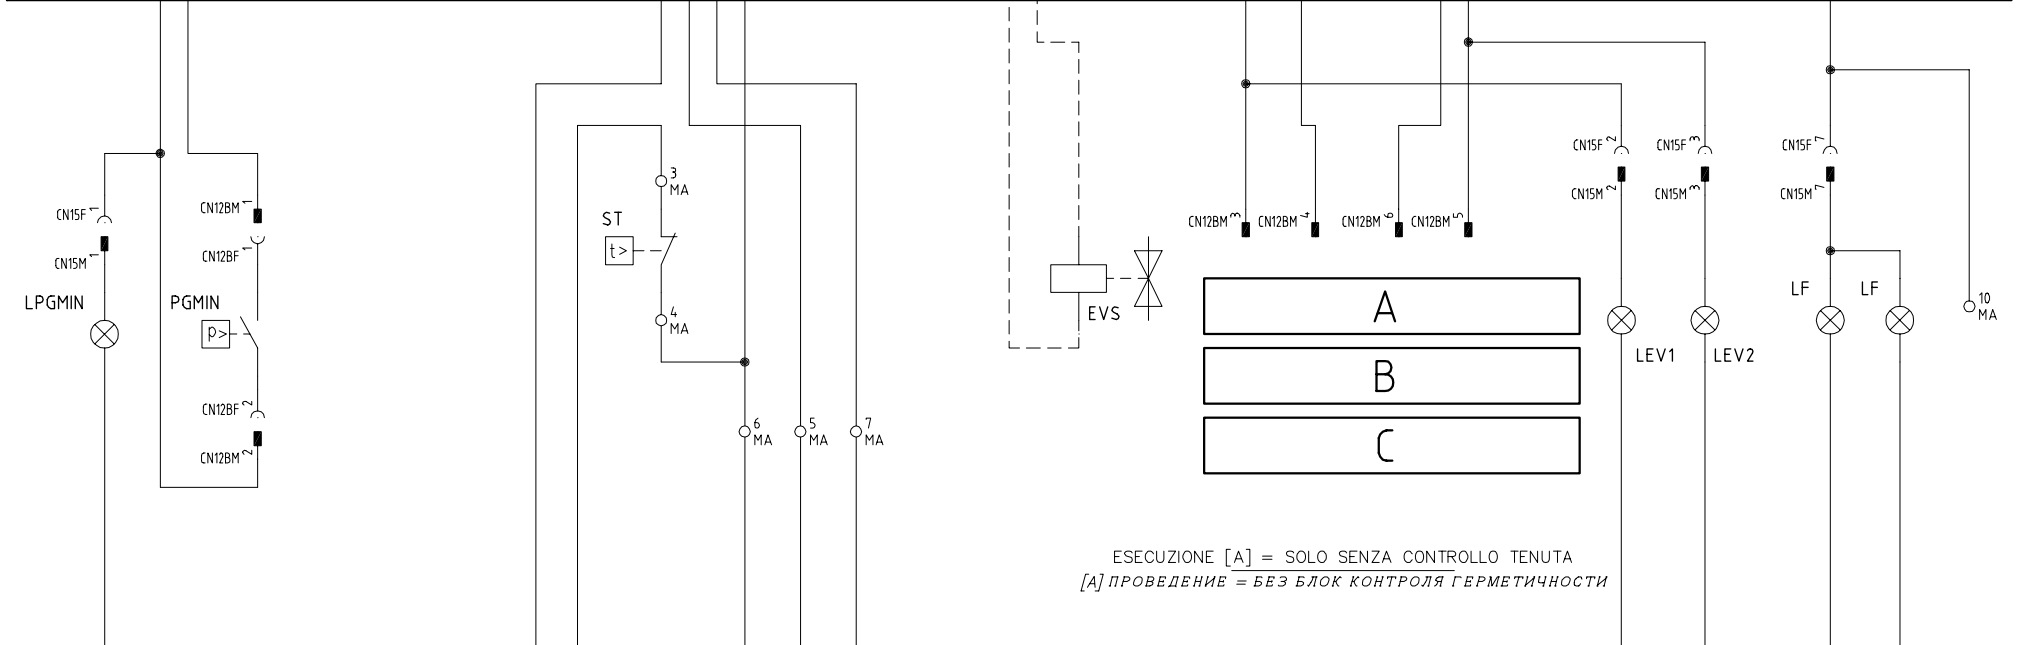 CN15F 2
CN15F 3
CN15F 7
3
MA
CN15M 2
CN15M 3
CN15M 7
CN15F 1
CN12BM 1
ST
CN12BM 3
CN12BM 4
CN12BM 6
CN12BM 5
t>
CN15M 1
CN12BF 1
LPGMIN
PGMIN
EVS
A
LF
LF
10
MA
4
MA
p>
LEV1
LEV2
B
CN12BF 2
6
MA
5
MA
7
MA
C
CN12BM 2
ESECUZIONE [A] = SOLO SENZA CONTROLLO TENUTA
[A] ПРОВЕДЕНИЕ = БЕЗ БЛОК КОНТРОЛЯ ГЕРМЕТИЧНОСТИ